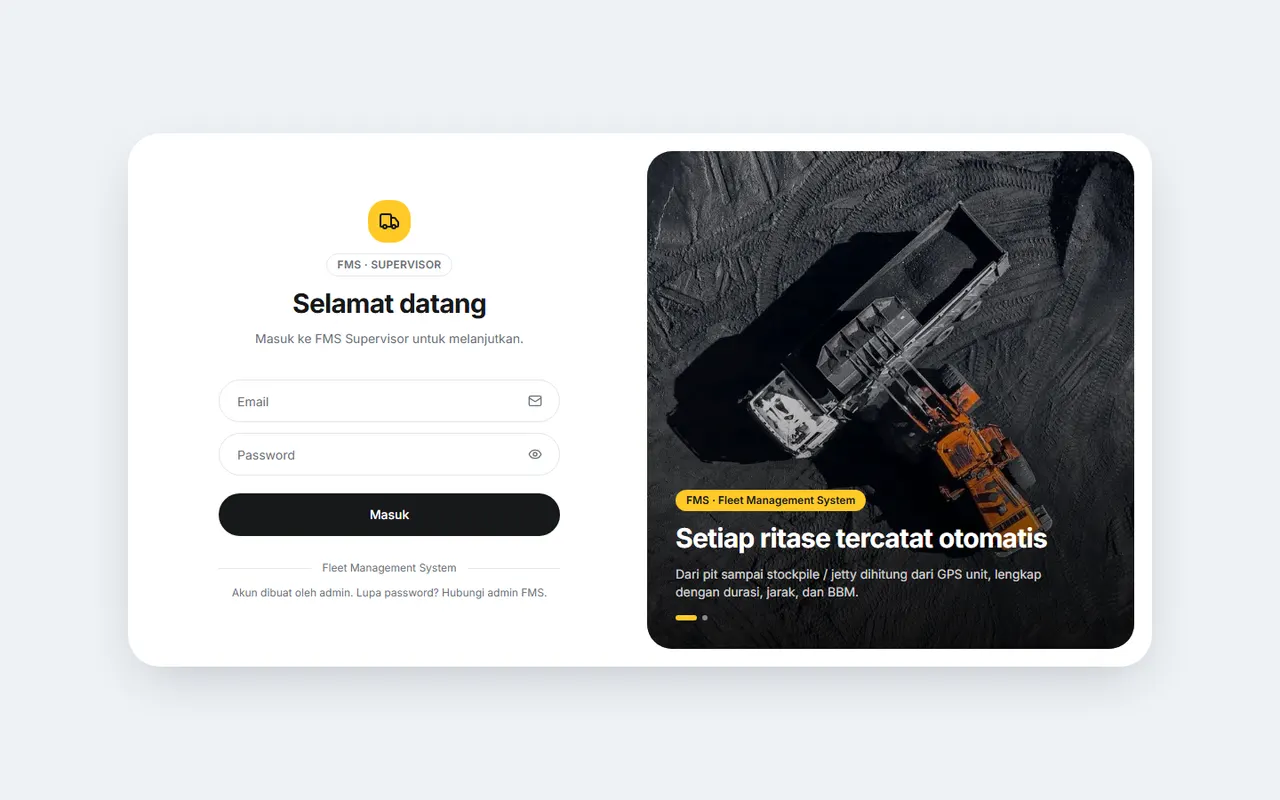 FMS · SUPERVISOR
Selamat datang
Masuk ke FMS Supervisor untuk melanjutkan.
Email
Password
Masuk
Fleet Management System
Akun dibuat oleh admin. Lupa password? Hubungi admin FMS.
FMS · Fleet Management System
Setiap ritase tercatat otomatis
Dari pit sampai stockpile / jetty dihitung dari GPS unit, lengkap
dengan durasi, jarak, dan BBM.